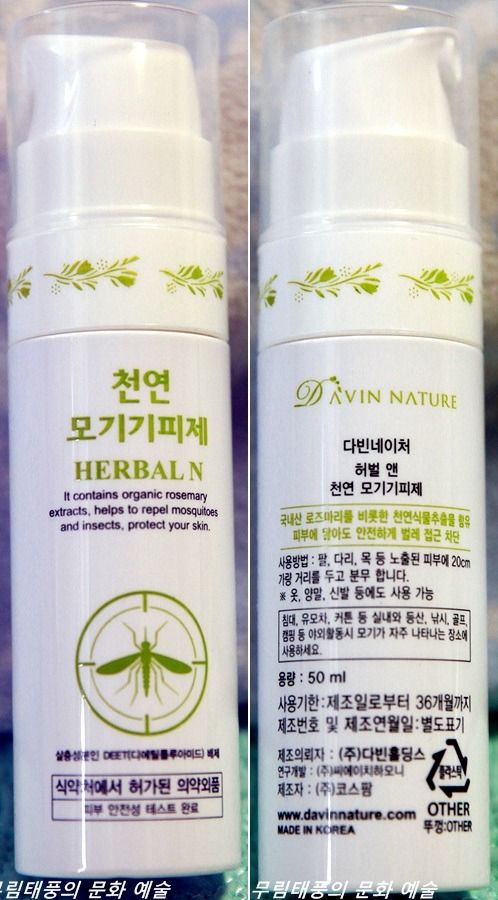 천연
모기기피제
HERBAL N
It contains organic rosemary
extracts, helps to repel mosquitoes
and insects, protect your skin.
살충성분인 DEET(디에틸톨루아미드) 배제
식약처에서 허가된 의약외품
피부 안전성 테스트 완료
무림태풍의 문화 예술
DAVIN NATURE
다빈네이처
허벌 앤
천연 모기기피제
국내산 로즈마리를 비롯한 천연식물추출물 함유
피부에 닿아도 안전하게 벌레 접근 차단
사용방법 : 팔, 다리, 목 등 노출된 피부에 20cm
가량 거리를 두고 분무 합니다.
※ 옷, 양말, 신발 등에도 사용 가능
침대, 유모차, 커튼 등 실내와 등산, 낚시, 골프,
캠핑 등 야외활동시 모기가 자주 나타나는 장소에
사용하세요.
용량 : 50 ml
사용기한:제조일로부터 36개월까지
제조번호 및 제조연월일:별도표기
제조의뢰자 : (주)다빈홀딩스
연구개발 : (주)씨에이치하모니
제조자 : (주)코스팜
www.davinnature.com
MADE IN KOREA
플라스틱
OTHER
뚜껑:OTHER
무림태풍의 문화 예술